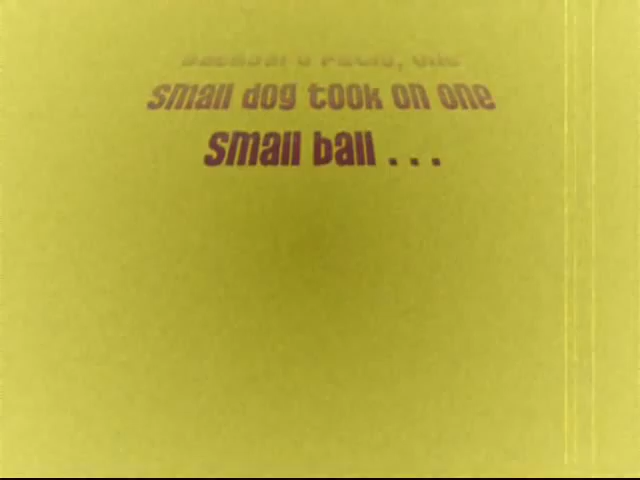 small dog took on one
small ball . . .